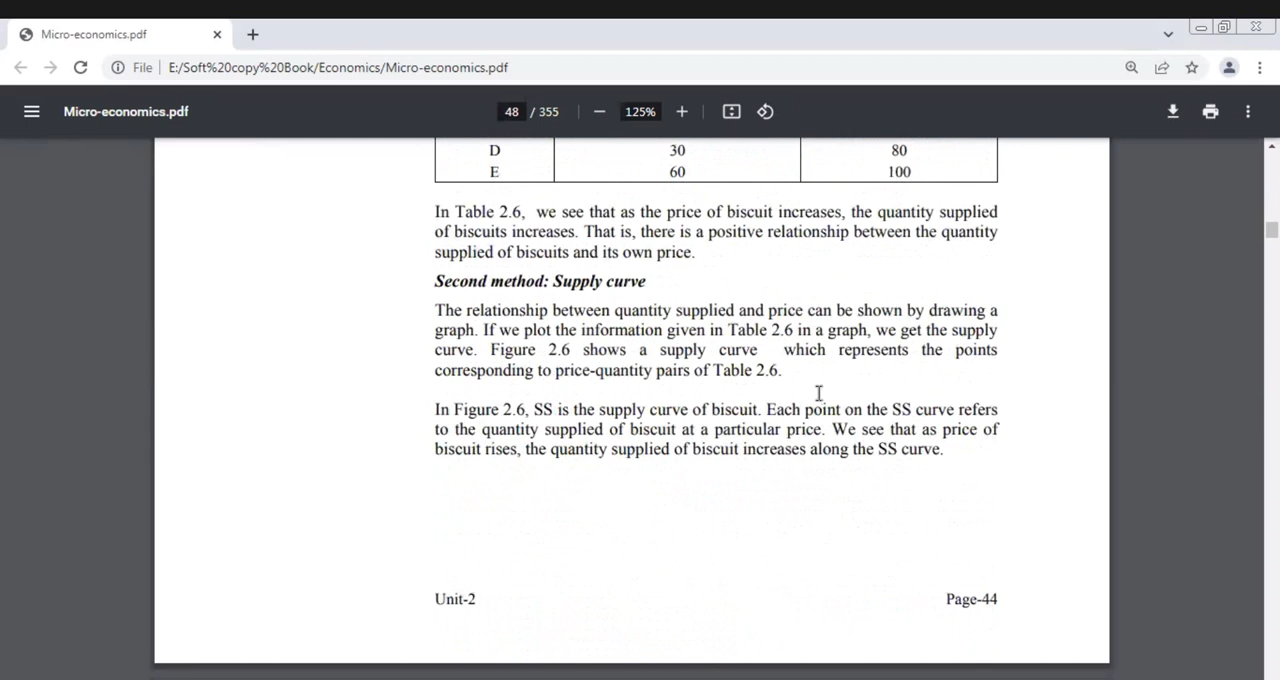 Micro-economics.pdf
File | E:/Soft%20copy%20Book/Economics/Micro-economics.pdf
Micro-economics.pdf 48 / 355 125%
D 30 80
E 60 100
In Table 2.6, we see that as the price of biscuit increases, the quantity supplied
of biscuits increases. That is, there is a positive relationship between the quantity
supplied of biscuits and its own price.
Second method: Supply curve
The relationship between quantity supplied and price can be shown by drawing a
graph. If we plot the information given in Table 2.6 in a graph, we get the supply
curve. Figure 2.6 shows a supply curve which represents the points
corresponding to price-quantity pairs of Table 2.6.
In Figure 2.6, SS is the supply curve of biscuit. Each point on the SS curve refers
to the quantity supplied of biscuit at a particular price. We see that as price of
biscuit rises, the quantity supplied of biscuit increases along the SS curve.
Unit-2 Page-44